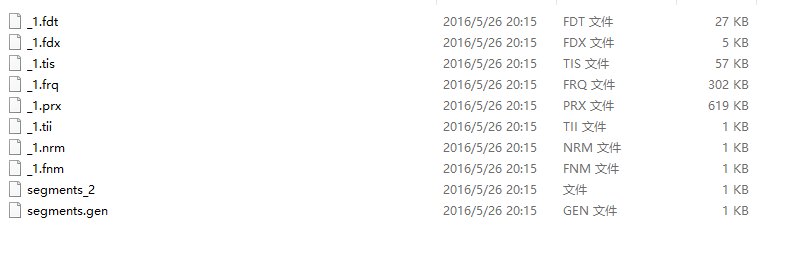 _1.fdt 2016/5/26 20:15 FDT 文件 27 KB
_1.fdx 2016/5/26 20:15 FDX 文件 5 KB
_1.tis 2016/5/26 20:15 TIS 文件 57 KB
_1.frq 2016/5/26 20:15 FRQ 文件 302 KB
_1.prx 2016/5/26 20:15 PRX 文件 619 KB
_1.tii 2016/5/26 20:15 TII 文件 1 KB
_1.nrm 2016/5/26 20:15 NRM 文件 1 KB
_1.fnm 2016/5/26 20:15 FNM 文件 1 KB
segments_2 2016/5/26 20:15 文件 1 KB
segments.gen 2016/5/26 20:15 GEN 文件 1 KB